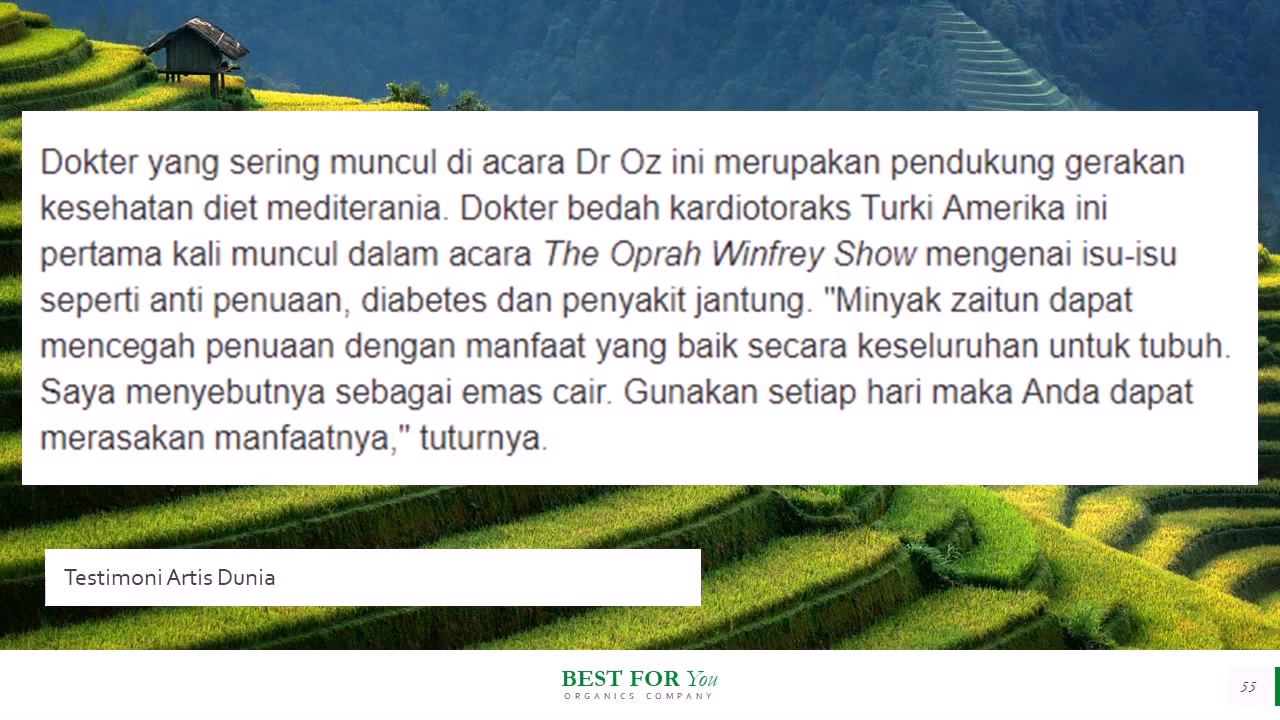 Dokter yang sering muncul di acara Dr Oz ini merupakan pendukung gerakan
kesehatan diet mediterania. Dokter bedah kardiotoraks Turki Amerika ini
pertama kali muncul dalam acara The Oprah Winfrey Show mengenai isu-isu
seperti anti penuaan, diabetes dan penyakit jantung. "Minyak zaitun dapat
mencegah penuaan dengan manfaat yang baik secara keseluruhan untuk tubuh.
Saya menyebutnya sebagai emas cair. Gunakan setiap hari maka Anda dapat
merasakan manfaatnya," tuturnya.
Testimoni Artis Dunia
BEST FOR You
ORGANICS COMPANY
55